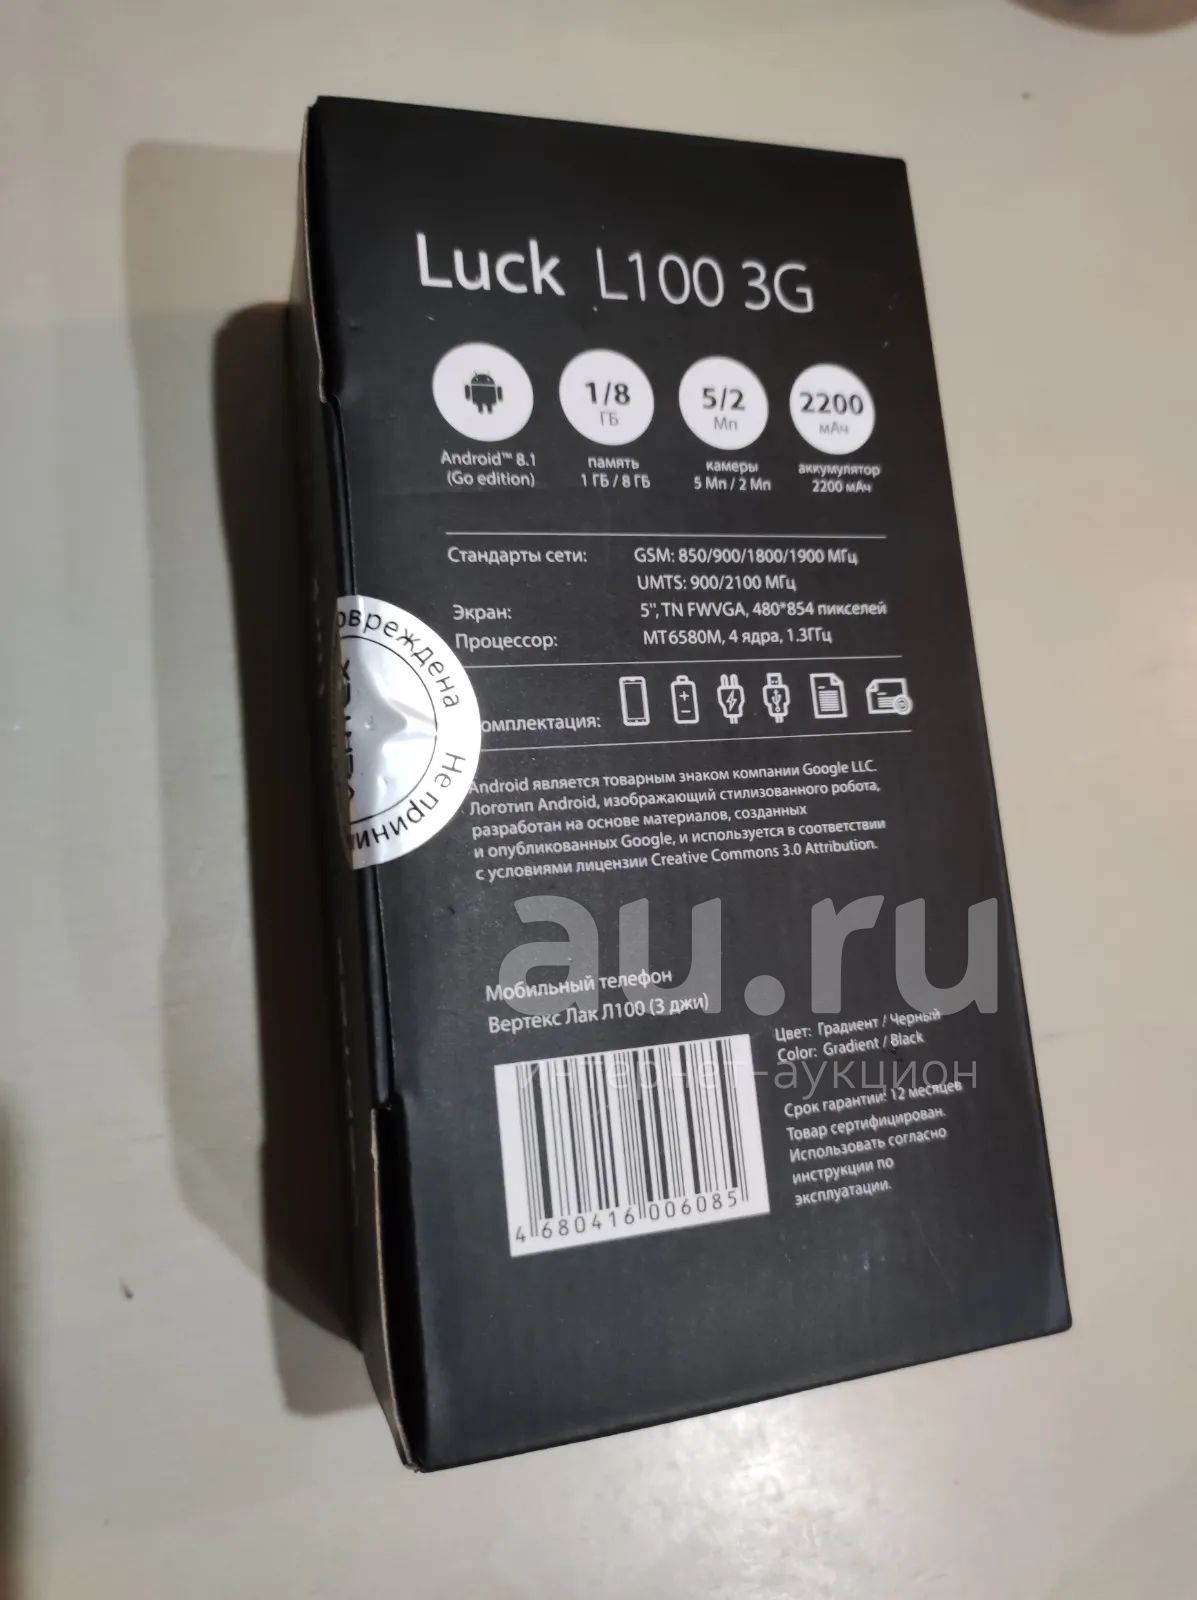 Luck L100 3G
1/8
ГБ
5/2
Мп
2200
мАч
Android™ 8.1
(Go edition)
память
1 ГБ / 8 ГБ
камеры
5 Мп / 2 Мп
аккумулятор
2200 мАч
Стандарты сети: GSM: 850/900/1800/1900 МГц
UMTS: 900/2100 МГц
Экран: 5", TN FWVGA, 480*854 пикселей
Процессор: MT6580M, 4 ядра, 1.3ГГц
омплектация:
овреждена
Не приним
Android является товарным знаком компании Google LLC.
Логотип Android, изображающий стилизованного робота,
разработан на основе материалов, созданных
и опубликованных Google, и используется в соответствии
с условиями лицензии Creative Commons 3.0 Attribution.
au.ru
интернет-аукцион
Мобильный телефон
Вертекс Лак Л100 (3 джи)
Цвет: Градиент / Черный
Color: Gradient / Black
Срок гарантии: 12 месяцев
Товар сертифицирован.
Использовать согласно
инструкции по
эксплуатации.
4 680416 006085